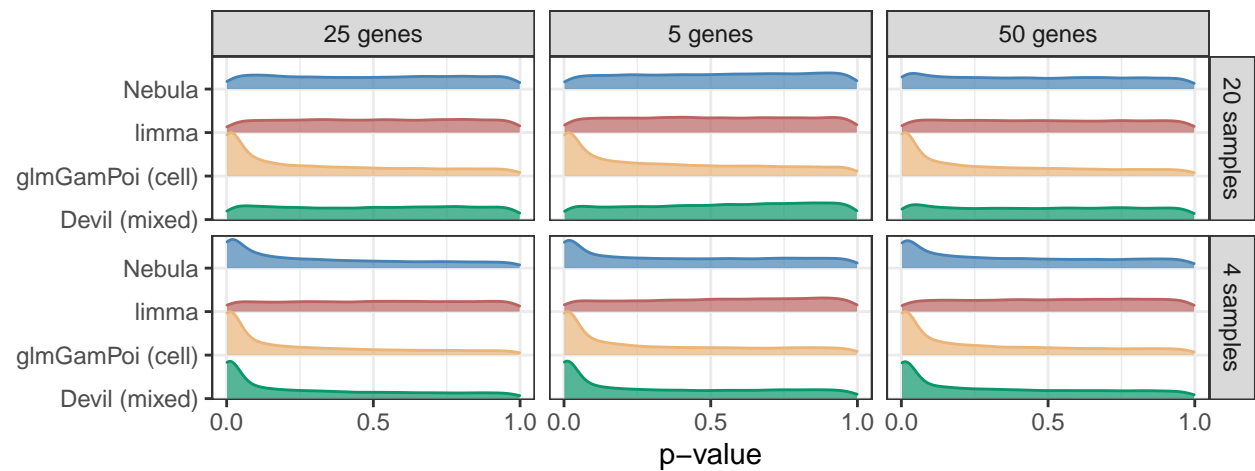 25 genes
5 genes
50 genes
Nebula
limma
glmGamPoi (cell)
Devil (mixed)
20 samples
Nebula
limma
glmGamPoi (cell)
Devil (mixed)
4 samples
0.0 0.5 1.0
0.0 0.5 1.0
0.0 0.5 1.0
p−value